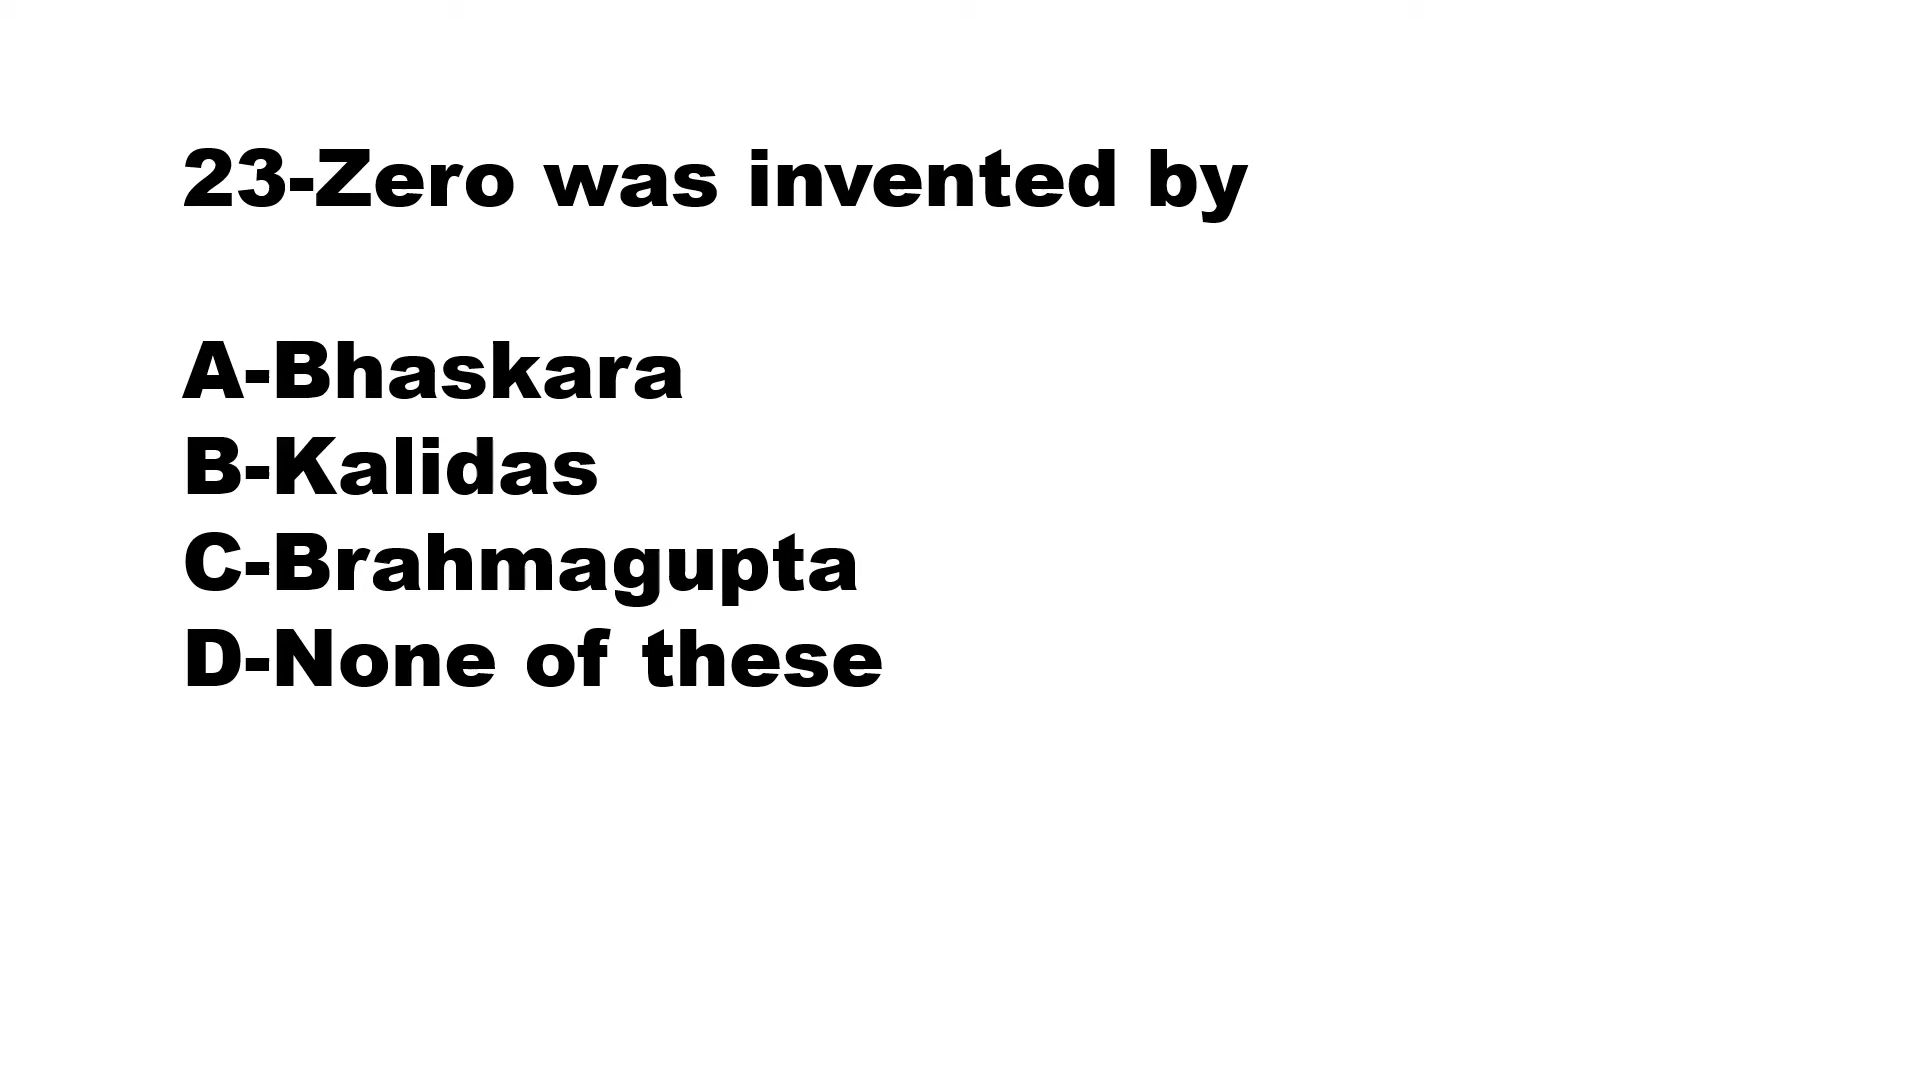 23-Zero was invented by
A-Bhaskara
B-Kalidas
C-Brahmagupta
D-None of these